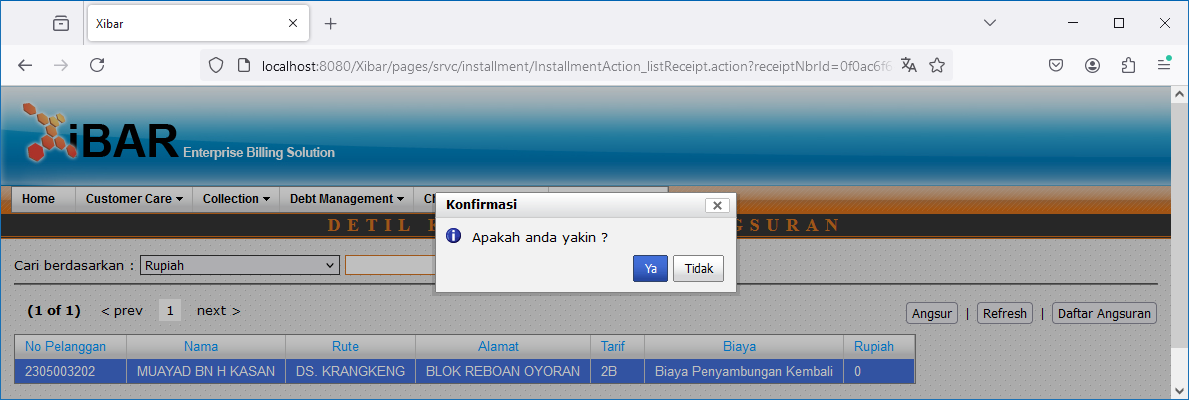 Xibar
localhost:8080/Xibar/pages/srvc/installment/InstallmentAction_listReceipt.action?receiptNbrId=0f0ac6f6
iBAR Enterprise Billing Solution
Home Customer Care Collection Debt Management
Konfirmasi
DETIL GSURAN
Apakah anda yakin ?
Cari berdasarkan : Rupiah
Ya Tidak
(1 of 1) < prev 1 next > Angsur | Refresh | Daftar Angsuran
No Pelanggan Nama Rute Alamat Tarif Biaya Rupiah
2305003202 MUAYAD BN H KASAN DS. KRANGKENG BLOK REBOAN OYORAN 2B Biaya Penyambungan Kembali 0